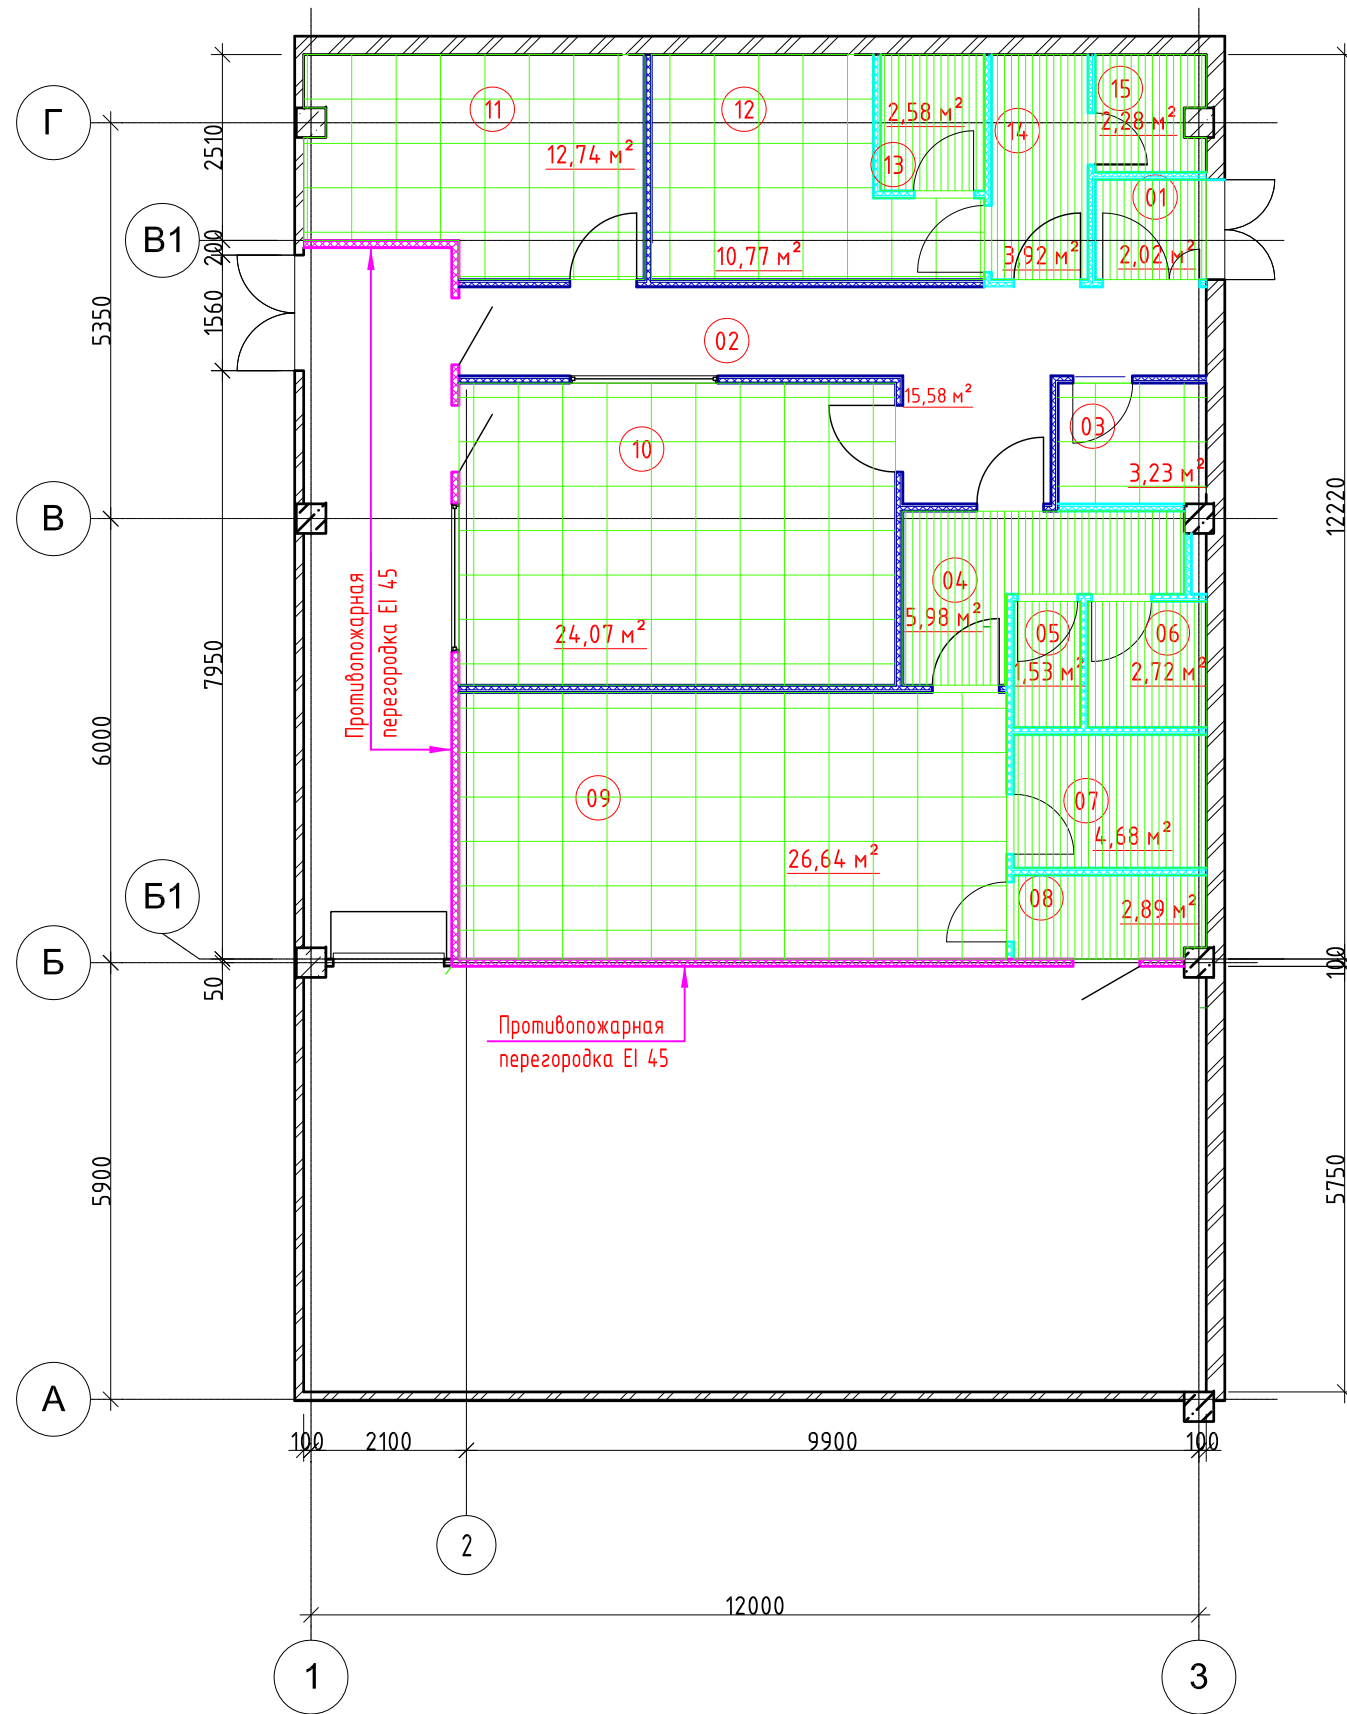 Г
В1
В
Б1
Б
А
2510
200
1560
5350
7950
6000
50
5900
11
12,74 м²
12
10,77 м²
2,58 м²
13
14
3,92 м²
15
2,28 м²
01
2,02 м²
02
15,58 м²
03
3,23 м²
10
24,07 м²
04
5,98 м²
05
,53 м²
06
2,72 м²
09
26,64 м²
07
4,68 м²
08
2,89 м²
Противопожарная
перегородка EI 45
Противопожарная
перегородка EI 45
12220
100
5750
100
2100
9900
100
2
12000
1
3